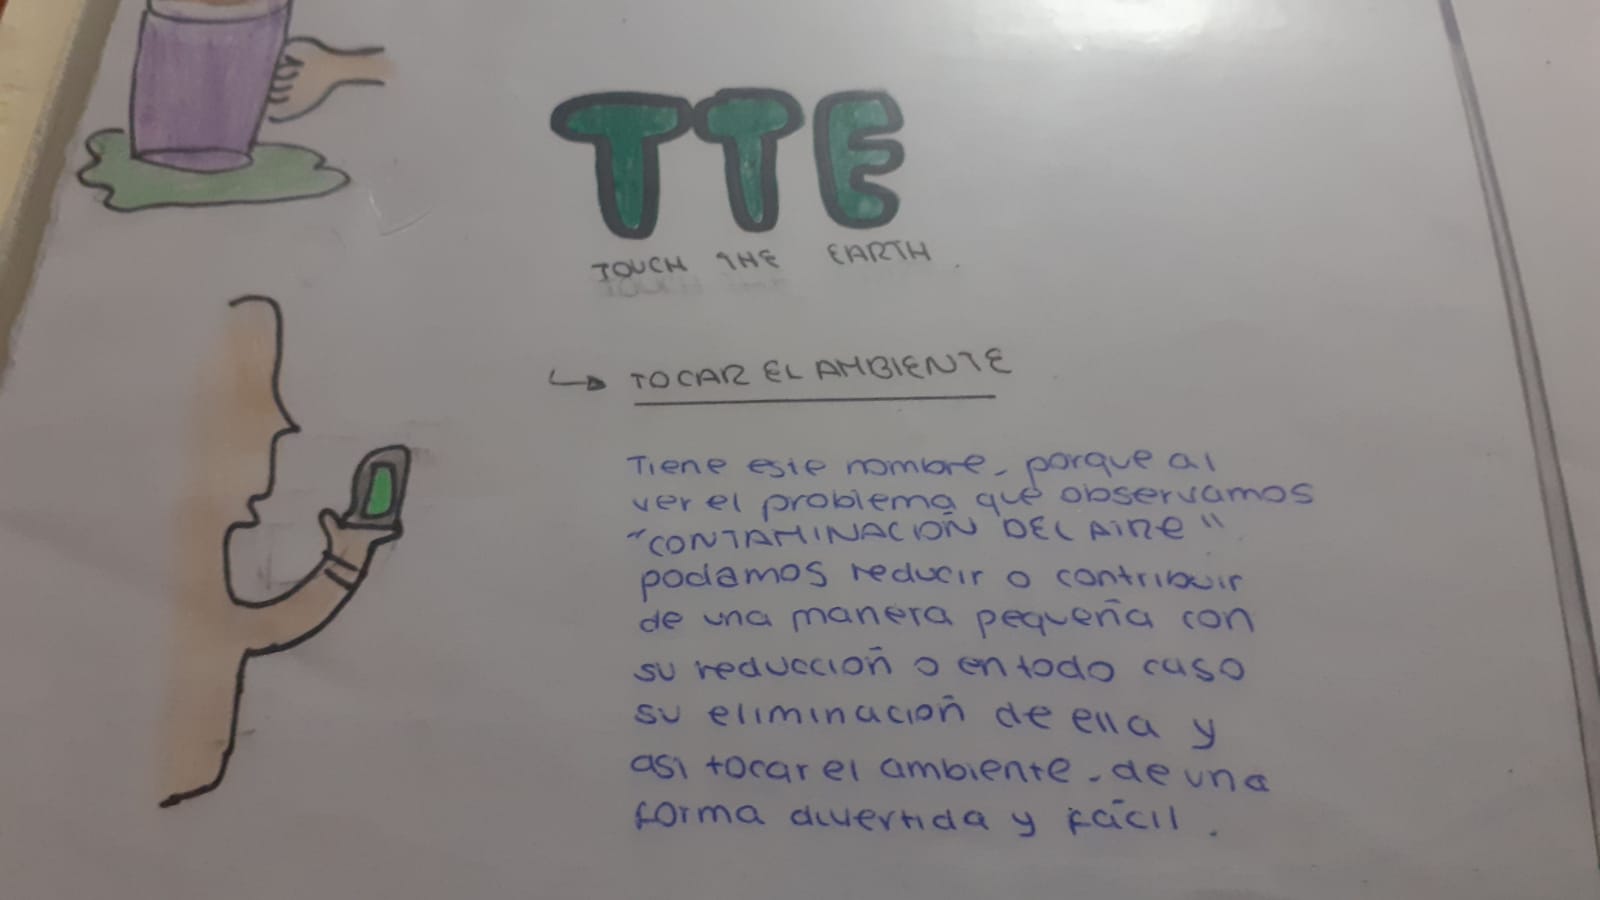 TTE
TOUCH THE EARTH.
TOCAR EL AMBIENTE
Tiene este nombre, porque al
ver el problema que observamos
"CONTAMINACIÓN DEL AIRE"
podamos reducir o contribuir
de una manera pequeña con
su reducción o en todo caso
su eliminación de ella y
asi tocar el ambiente. de una
forma divertida y fácil.